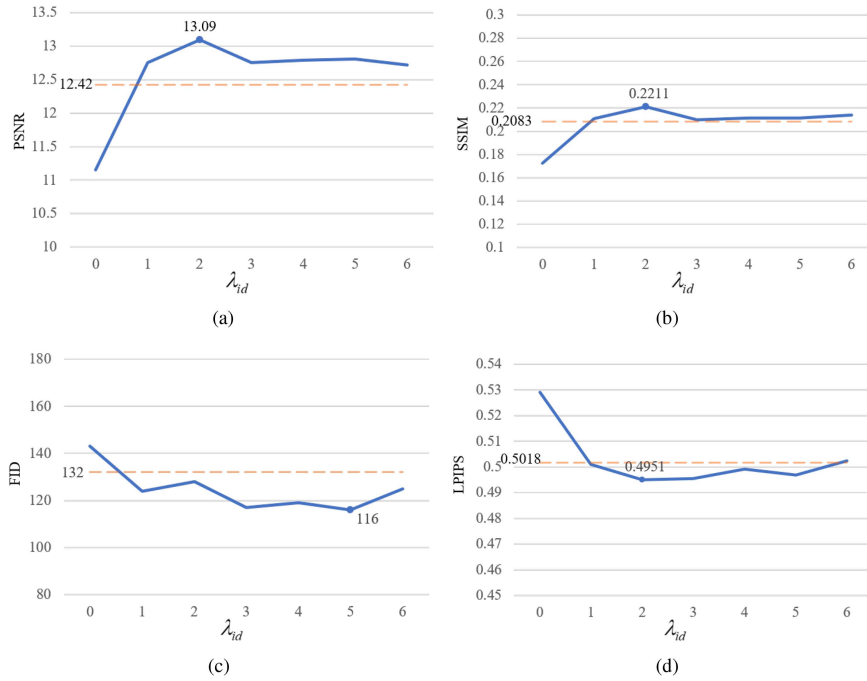 13.5
13
12.5
12
11.5
11
10.5
10
PSNR
12.42
13.09
0 1 2 3 4 5 6
λid
(a)
0.3
0.28
0.26
0.24
0.22
0.2
0.18
0.16
0.14
0.12
0.1
SSIM
0.2083
0.2211
0 1 2 3 4 5 6
λid
(b)
180
160
140
120
100
80
FID
132
116
0 1 2 3 4 5 6
λid
(c)
0.54
0.53
0.52
0.51
0.5
0.49
0.48
0.47
0.46
0.45
LPIPS
0.5018
0.4951
0 1 2 3 4 5 6
λid
(d)